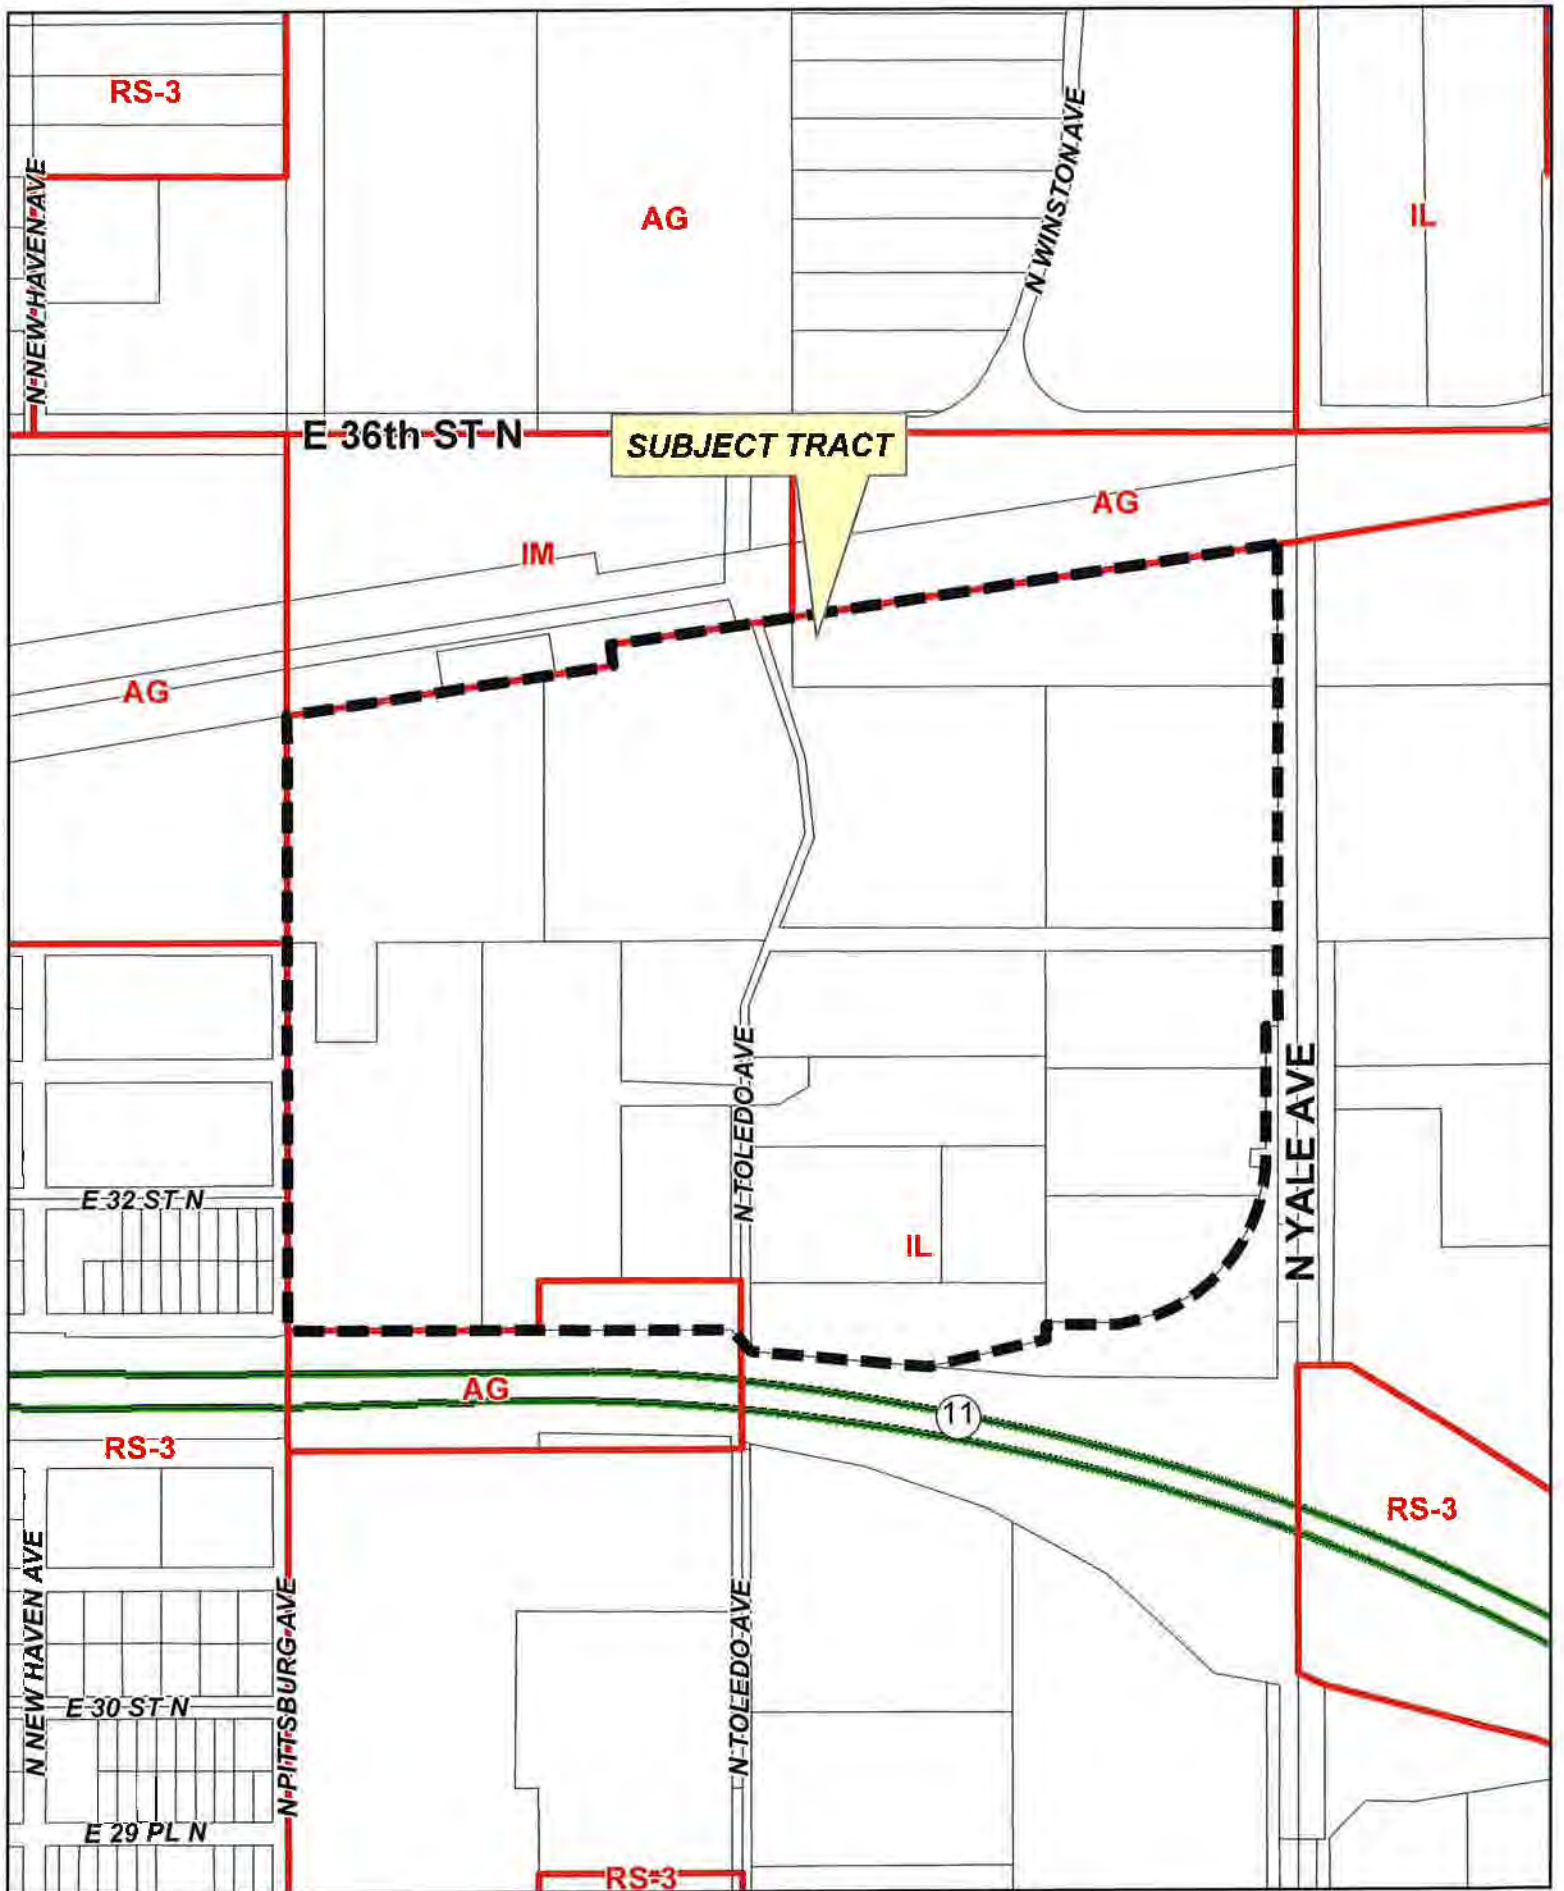 RS-3
N NEW HAVEN AVE
AG
N WINSTON AVE
IL
E 36th ST N
SUBJECT TRACT
AG
IM
AG
N TOLEDO AVE
N YALE AVE
E 32 ST N
IL
AG
11
RS-3
RS-3
N NEW HAVEN AVE
N PITTSBURG AVE
N TOLEDO AVE
E 30 ST N
E 29 PL N
RS-3